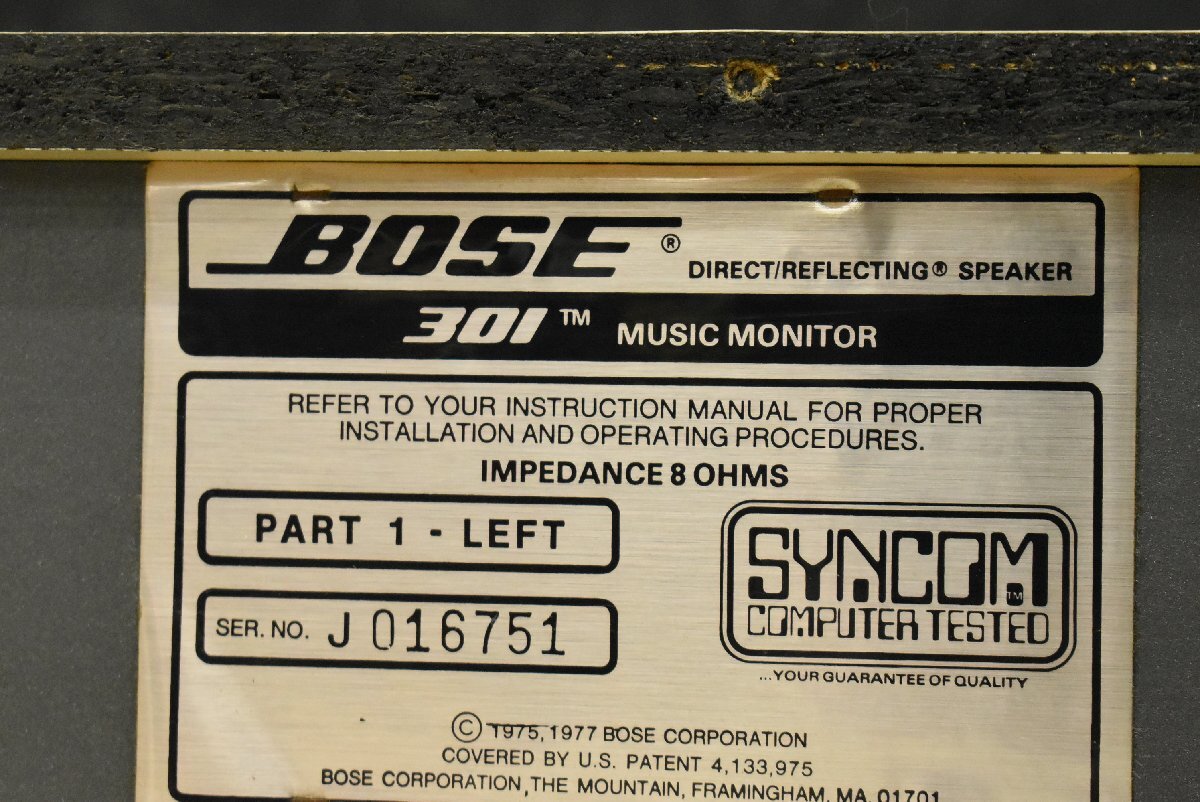 BOSE®
DIRECT/REFLECTING® SPEAKER
301™ MUSIC MONITOR
REFER TO YOUR INSTRUCTION MANUAL FOR PROPER
INSTALLATION AND OPERATING PROCEDURES.
IMPEDANCE 8 OHMS
PART 1 - LEFT
SER. NO. J 016751
SYNCOM™
COMPUTER TESTED
...YOUR GUARANTEE OF QUALITY
© 1975, 1977 BOSE CORPORATION
COVERED BY U.S. PATENT 4,133,975
BOSE CORPORATION, THE MOUNTAIN, FRAMINGHAM, MA 01701